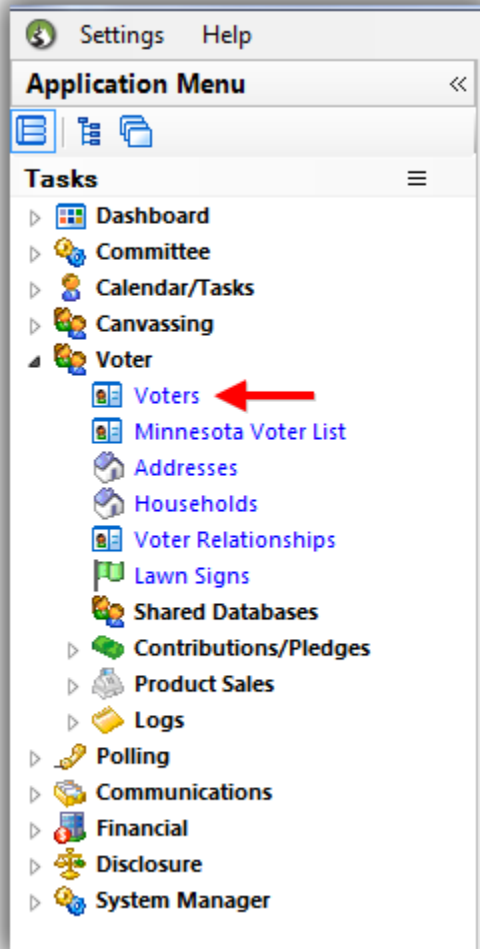 Settings Help
Application Menu
Tasks
Dashboard
Committee
Calendar/Tasks
Canvassing
Voter
Voters
Minnesota Voter List
Addresses
Households
Voter Relationships
Lawn Signs
Shared Databases
Contributions/Pledges
Product Sales
Logs
Polling
Communications
Financial
Disclosure
System Manager